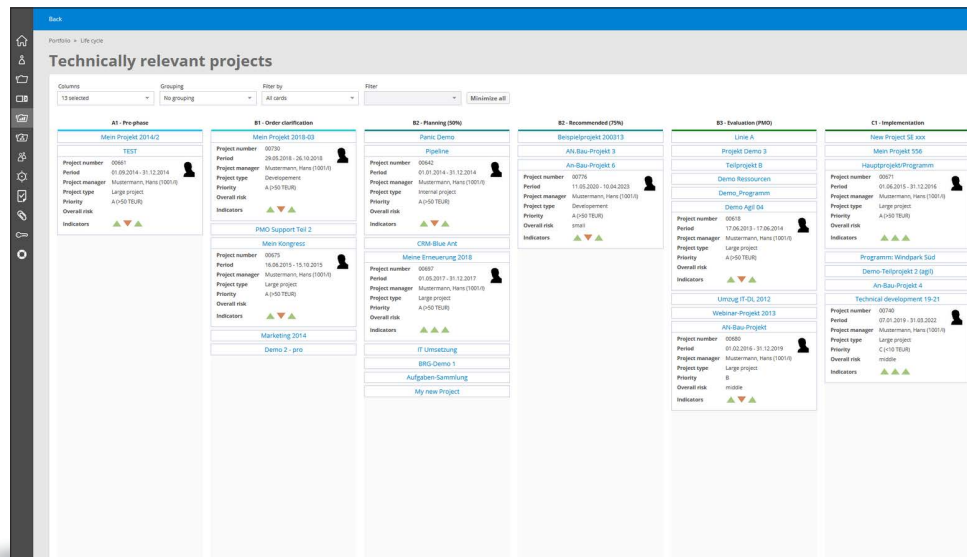 Back
Portfolio > Life cycle
Technically relevant projects
Columns
13 selected
Grouping
No grouping
Filter by
All cards
Filter
Minimize all
A1 - Pre-phase
Mein Projekt 2014/2
TEST
Project number 00661
Period 01.09.2014 - 31.12.2014
Project manager Mustermann, Hans (1001/I)
Project type Large project
Priority A (>50 TEUR)
Overall risk
Indicators
B1 - Order clarification
Mein Projekt 2018-03
Project number 00730
Period 29.05.2018 - 26.10.2018
Project manager Mustermann, Hans (1001/I)
Project type Developement
Priority A (>50 TEUR)
Overall risk
Indicators
PMO Support Teil 2
Mein Kongress
Project number 00675
Period 16.06.2015 - 15.10.2015
Project manager Mustermann, Hans (1001/I)
Project type Large project
Priority A (>50 TEUR)
Overall risk
Indicators
Marketing 2014
Demo 2 - pro
B2 - Planning (50%)
Panic Demo
Pipeline
Project number 00642
Period 01.01.2014 - 31.12.2014
Project manager Mustermann, Hans (1001/I)
Project type Internal project
Priority A (>50 TEUR)
Overall risk
Indicators
CRM-Blue Ant
Meine Erneuerung 2018
Project number 00697
Period 01.05.2017 - 31.12.2017
Project manager Mustermann, Hans (1001/I)
Project type Large project
Priority A (>50 TEUR)
Overall risk
Indicators
IT Umsetzung
BRG-Demo 1
Aufgaben-Sammlung
My new Project
B2 - Recommended (75%)
Beispielprojekt 200313
AN.Bau-Projekt 3
An-Bau-Projekt 6
Project number 00776
Period 11.05.2020 - 10.04.2023
Project manager Mustermann, Hans (1001/I)
Project type Developement
Priority A (>50 TEUR)
Overall risk small
Indicators
B3 - Evaluation (PMO)
Linie A
Projekt Demo 3
Teilprojekt B
Demo Ressourcen
Demo_Programm
Demo Agil 04
Project number 00618
Period 17.06.2013 - 17.06.2014
Project manager Mustermann, Hans (1001/I)
Project type Large project
Priority A (>50 TEUR)
Overall risk
Indicators
Umzug IT-DL 2012
Webinar-Projekt 2013
AN-Bau-Projekt
Project number 00680
Period 01.02.2016 - 31.12.2019
Project manager Mustermann, Hans (1001/I)
Project type Large project
Priority B
Overall risk middle
Indicators
C1 - Implementation
New Project SE xxx
Mein Projekt 556
Hauptprojekt/Programm
Project number 00671
Period 01.06.2015 - 31.12.2016
Project manager Mustermann, Hans (1001/I)
Project type Large project
Priority A (>50 TEUR)
Overall risk
Indicators
Programm: Windpark Süd
Demo-Teilprojekt 2 (agil)
An-Bau-Projekt 4
Technical development 19-21
Project number 00740
Period 07.01.2019 - 31.03.2022
Project manager Mustermann, Hans (1001/I)
Project type Large project
Priority C (<10 TEUR)
Overall risk middle
Indicators